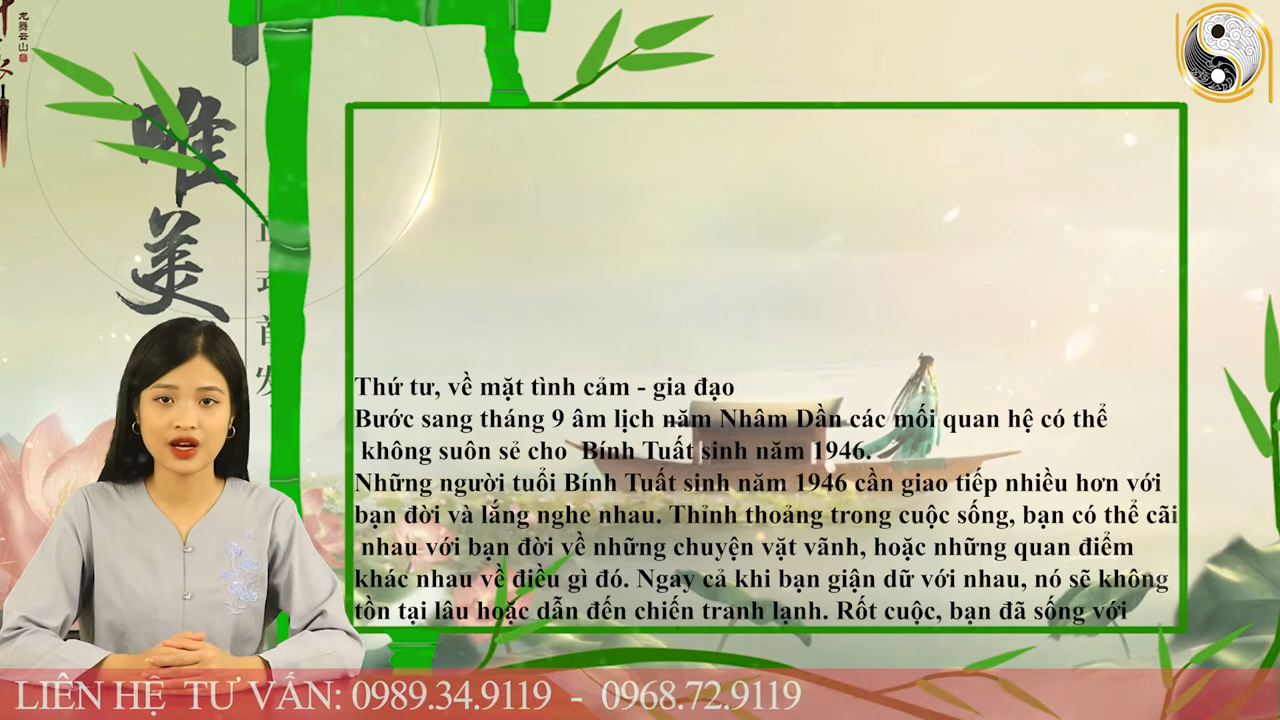 龙舞云山
唯
美
Thứ tư, về mặt tình cảm - gia đạo
Bước sang tháng 9 âm lịch năm Nhâm Dần các mối quan hệ có thể
không suôn sẻ cho Bính Tuất sinh năm 1946.
Những người tuổi Bính Tuất sinh năm 1946 cần giao tiếp nhiều hơn với
bạn đời và lắng nghe nhau. Thỉnh thoảng trong cuộc sống, bạn có thể cãi
nhau với bạn đời về những chuyện vặt vãnh, hoặc những quan điểm
khác nhau về điều gì đó. Ngay cả khi bạn giận dữ với nhau, nó sẽ không
tồn tại lâu hoặc dẫn đến chiến tranh lạnh. Rốt cuộc, bạn đã sống với
LIÊN HỆ TƯ VẤN: 0989.34.9119 - 0968.72.9119